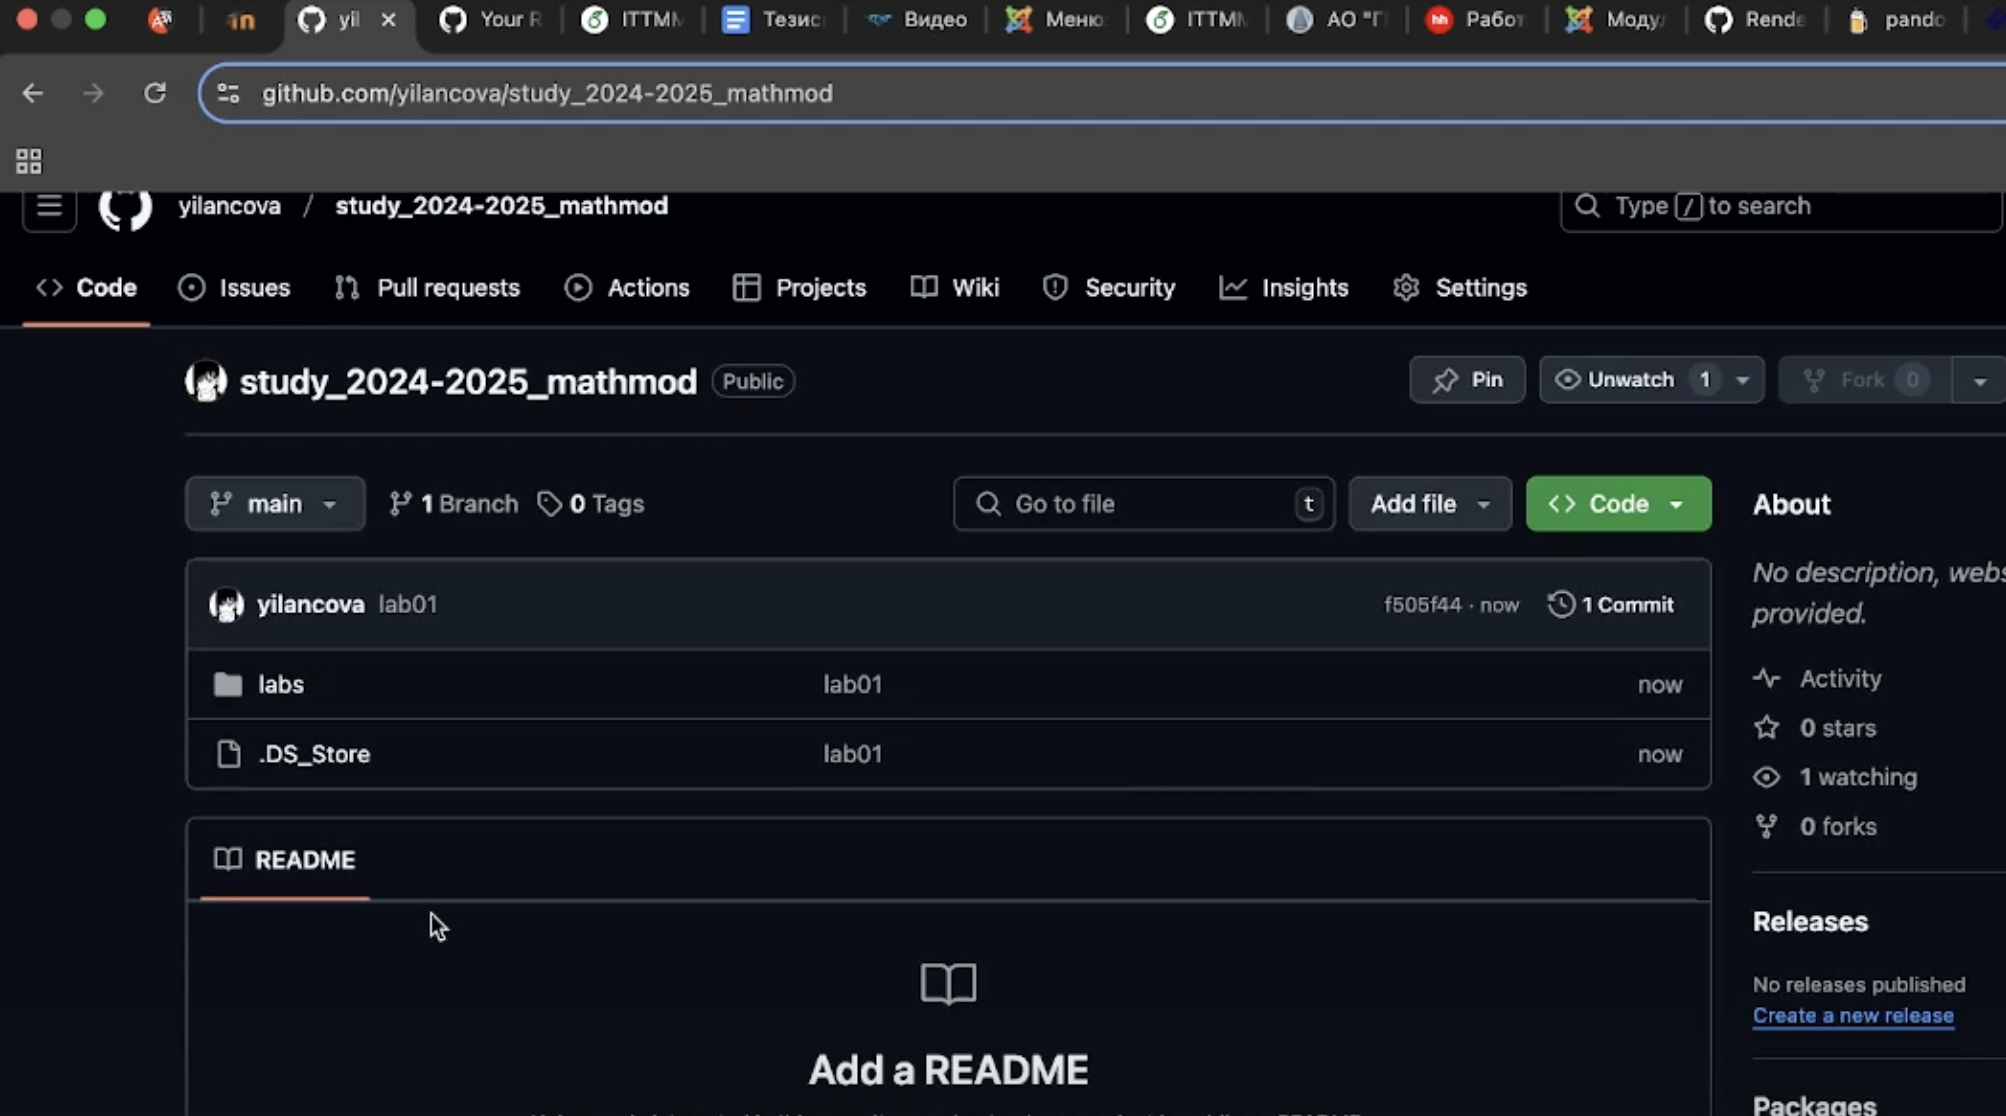 yil
Your R
ITTMM
Тезис
Видео
Меню
ITTMM
АО "Г
hh
Работ
Моду
Rende
pando
github.com/yilancova/study_2024-2025_mathmod
yilancova / study_2024-2025_mathmod
Type / to search
Code Issues Pull requests Actions Projects Wiki Security Insights Settings
study_2024-2025_mathmod Public
Pin Unwatch 1 Fork 0
main 1 Branch 0 Tags
Go to file t
Add file
Code
About
No description, webs
provided.
yilancova lab01
f505f44 · now 1 Commit
labs lab01 now
.DS_Store lab01 now
Activity
0 stars
1 watching
0 forks
README
Releases
No releases published
Create a new release
Add a README
Packages